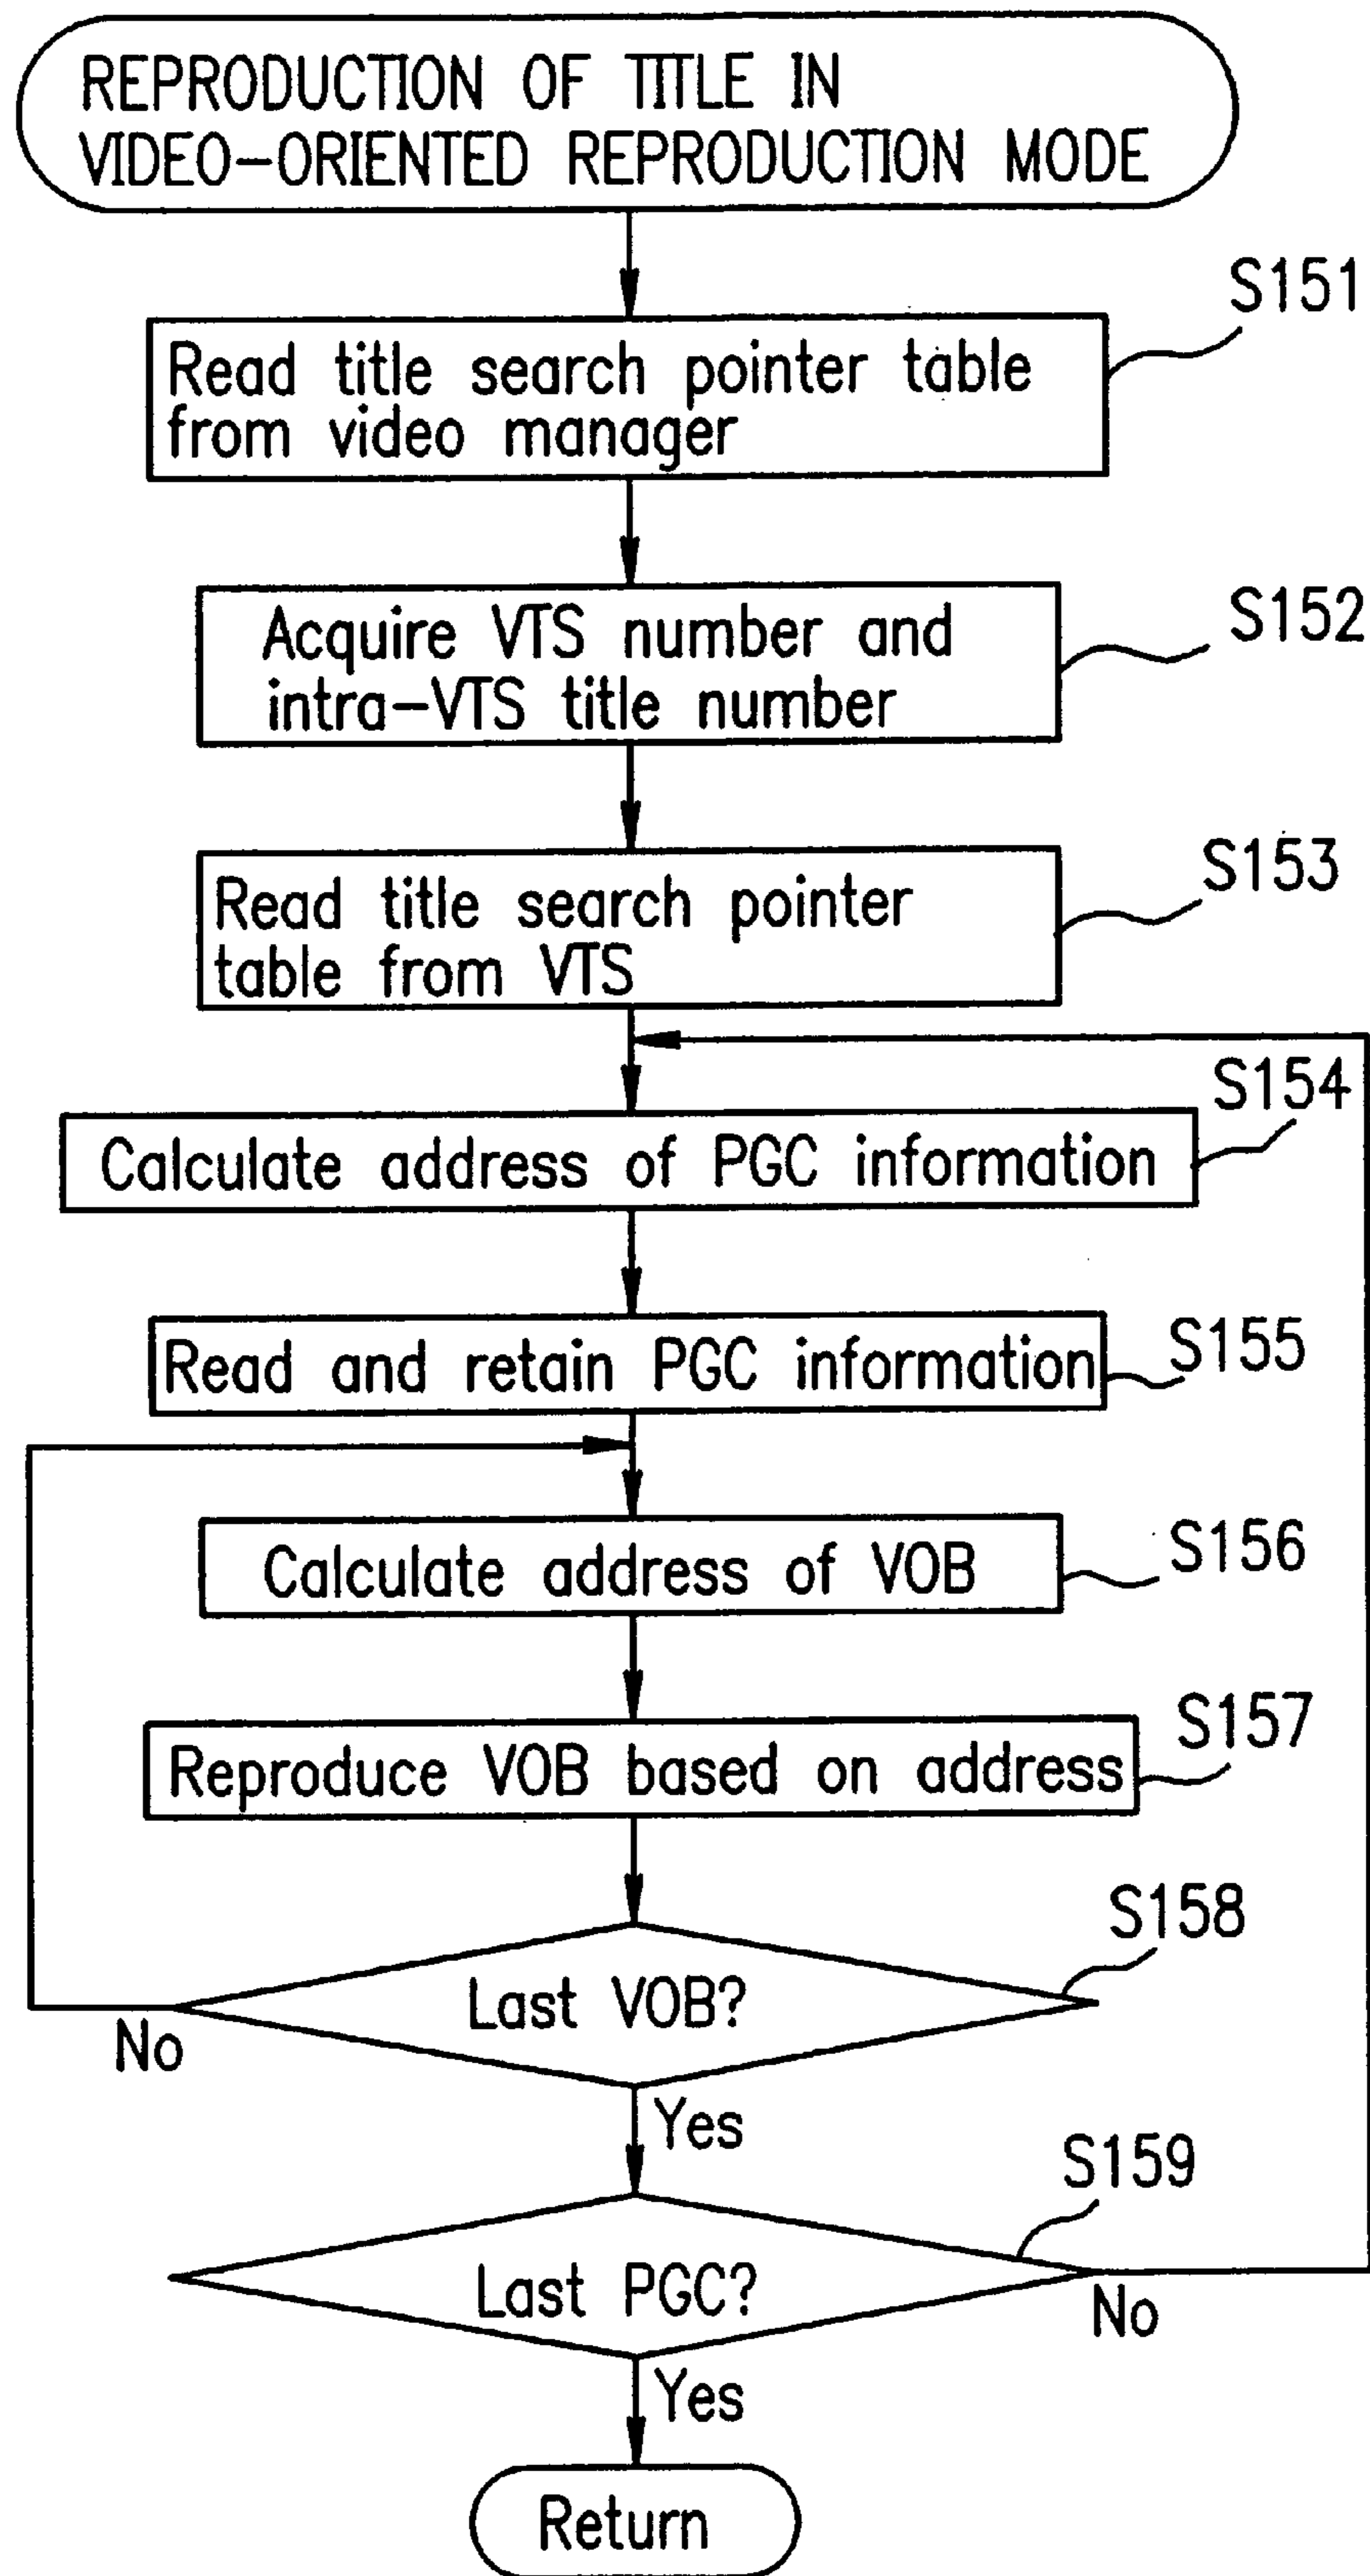 REPRODUCTION OF TITLE IN
VIDEO-ORIENTED REPRODUCTION MODE
S151
Read title search pointer table
from video manager
S152
Acquire VTS number and
intra-VTS title number
S153
Read title search pointer
table from VTS
S154
Calculate address of PGC information
S155
Read and retain PGC information
S156
Calculate address of VOB
S157
Reproduce VOB based on address
S158
Last VOB?
No
Yes
S159
Last PGC?
No
Yes
Return